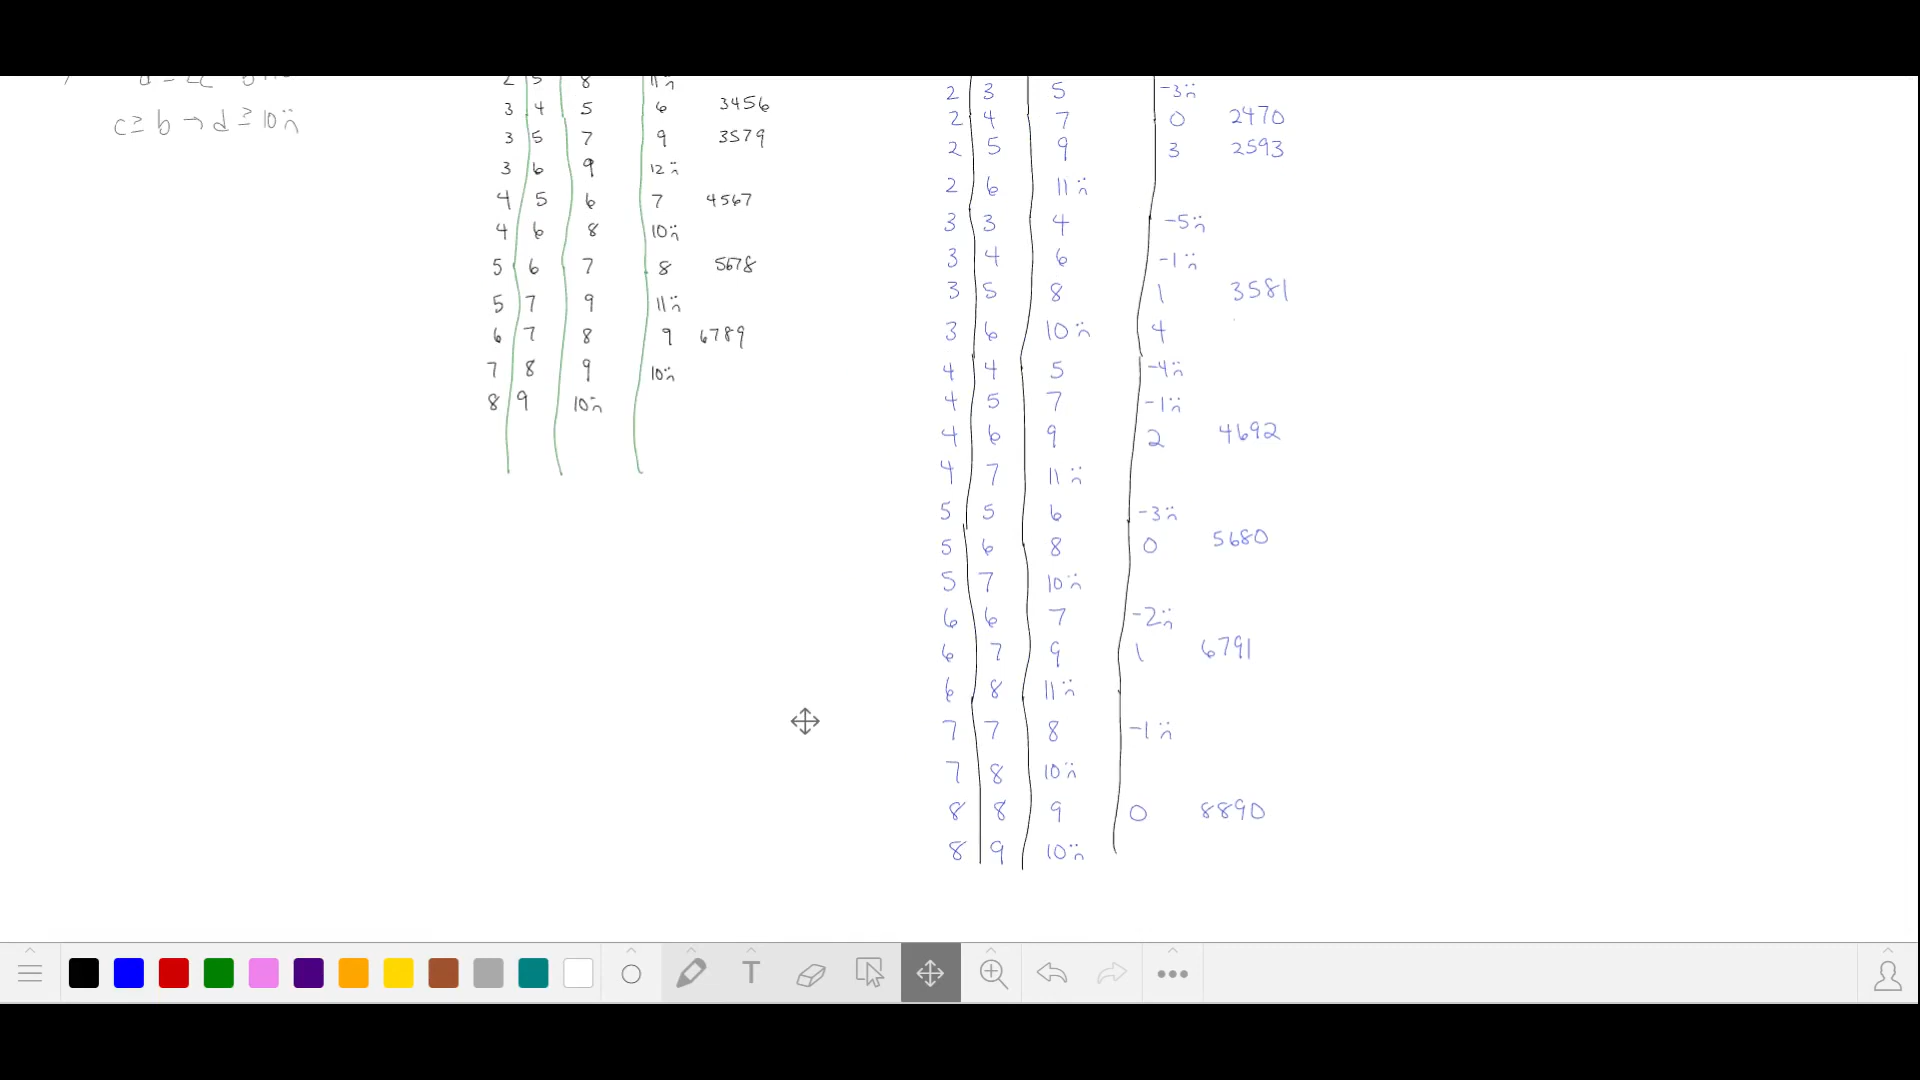 c ≥ b → d ≥ 10 ☹
2 5 8 11 ☹
3 4 5 6 3456
3 5 7 9 3579
3 6 9 12 ☹
4 5 6 7 4567
4 6 8 10 ☹
5 6 7 8 5678
5 7 9 11 ☹
6 7 8 9 6789
7 8 9 10 ☹
8 9 10 ☹
2 3 5 -3 ☹
2 4 7 0 2470
2 5 9 3 2593
2 6 11 ☹
3 3 4 -5 ☹
3 4 6 -1 ☹
3 5 8 1 3581
3 6 10 ☹ 4
4 4 5 -4 ☹
4 5 7 -1 ☹
4 6 9 2 4692
4 7 11 ☹
5 5 6 -3 ☹
5 6 8 0 5680
5 7 10 ☹
6 6 7 -2 ☹
6 7 9 1 6791
6 8 11 ☹
7 7 8 -1 ☹
7 8 10 ☹
8 8 9 0 8890
8 9 10 ☹
T